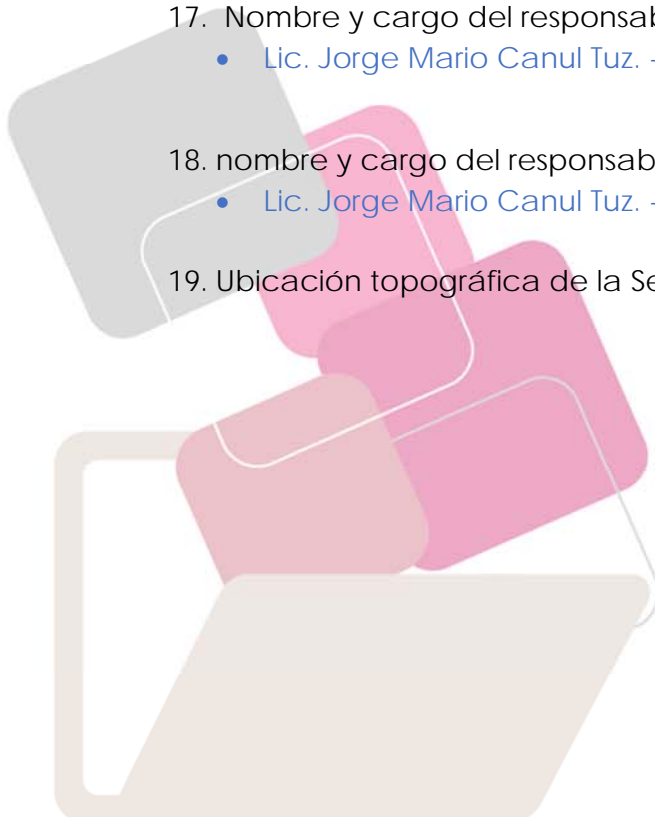 17. Nombre y cargo del responsab
• Lic. Jorge Mario Canul Tuz. -
18. nombre y cargo del responsab
• Lic. Jorge Mario Canul Tuz. -
19. Ubicación topográfica de la Se